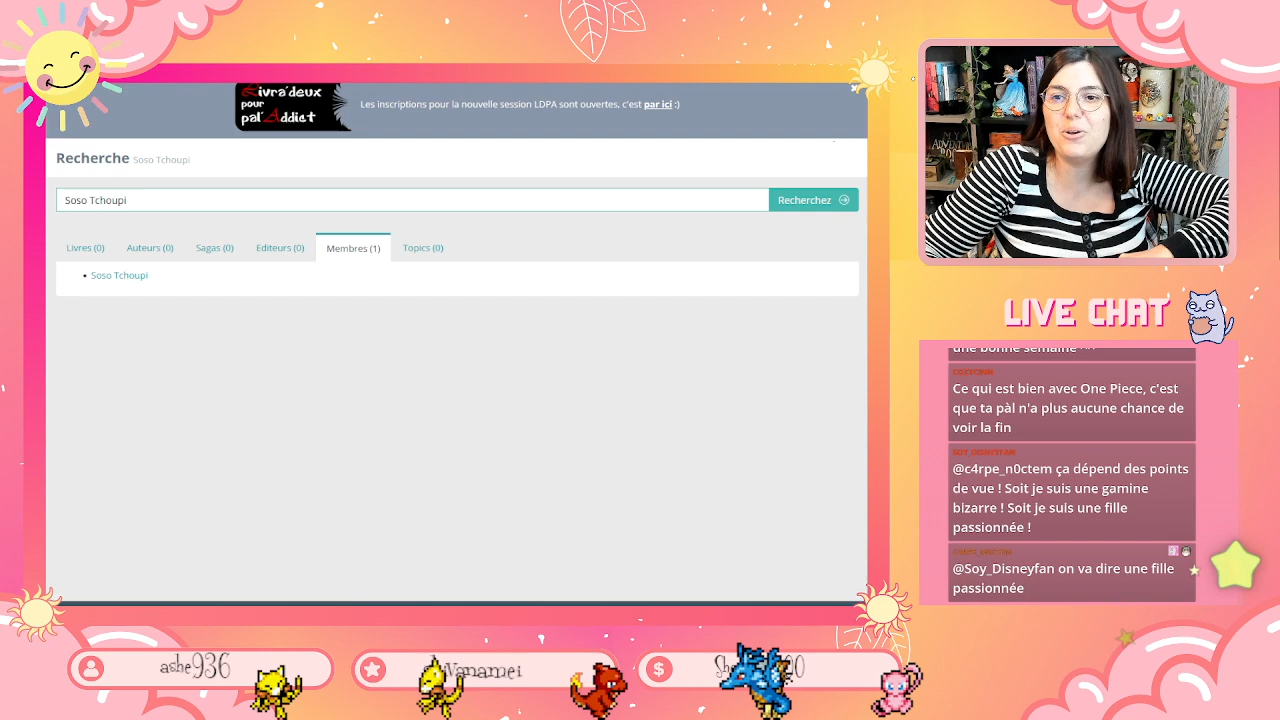 Livra'deux
pour
pal'Addict
Les inscriptions pour la nouvelle session LDPA sont ouvertes, c'est par ici :)
Recherche Soso Tchoupi
Soso Tchoupi
Recherchez
Livres (0) Auteurs (0) Sagas (0) Editeurs (0) Membres (1) Topics (0)
Soso Tchoupi
LIVE CHAT
une bonne semaine ^^
Ce qui est bien avec One Piece, c'est
que ta pàl n'a plus aucune chance de
voir la fin
SOY_DISNEYFAN
@c4rpe_n0ctem ça dépend des points
de vue ! Soit je suis une gamine
bizarre ! Soit je suis une fille
passionnée !
@Soy_Disneyfan on va dire une fille
passionnée
ashe936